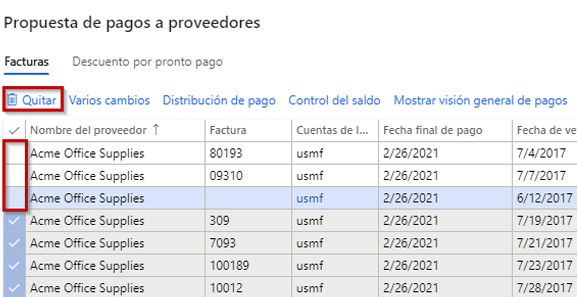 Propuesta de pagos a proveedores
Facturas Descuento por pronto pago
Quitar Varios cambios Distribución de pago Control del saldo Mostrar visión general de pagos
Nombre del proveedor ↑ Factura Cuentas de l... Fecha final de pago Fecha de ve
Acme Office Supplies 80193 usmf 2/26/2021 7/4/2017
Acme Office Supplies 09310 usmf 2/26/2021 7/7/2017
Acme Office Supplies usmf 2/26/2021 6/12/2017
Acme Office Supplies 309 usmf 2/26/2021 7/19/2017
Acme Office Supplies 7093 usmf 2/26/2021 7/21/2017
Acme Office Supplies 100189 usmf 2/26/2021 7/23/2017
Acme Office Supplies 10012 usmf 2/26/2021 7/28/2017